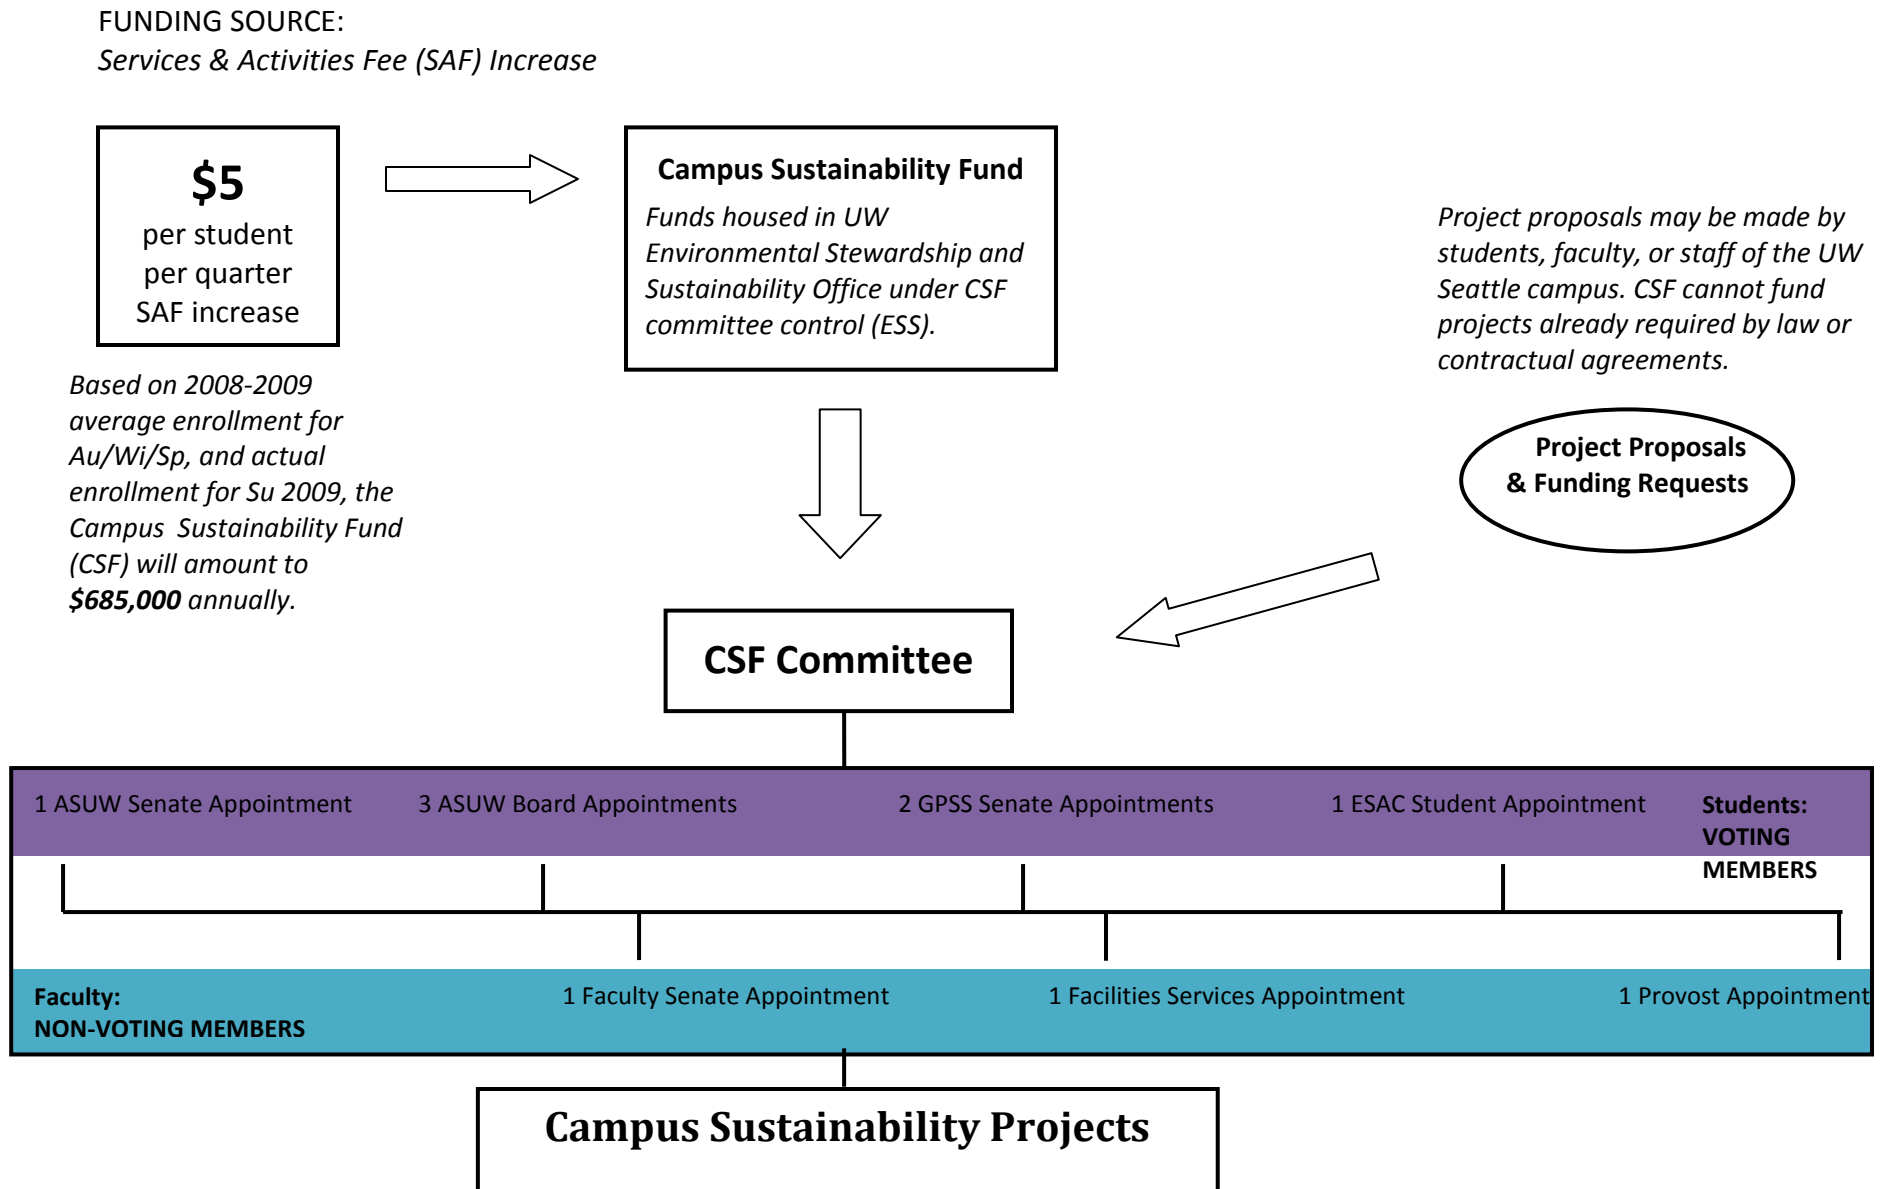 FUNDING SOURCE:
Services & Activities Fee (SAF) Increase
$5
per student
per quarter
SAF increase
Based on 2008-2009
average enrollment for
Au/Wi/Sp, and actual
enrollment for Su 2009, the
Campus  Sustainability Fund
(CSF) will amount to
$685,000 annually.
Campus Sustainability Fund
Funds housed in UW
Environmental Stewardship and
Sustainability Office under CSF
committee control (ESS).
Project proposals may be made by
students, faculty, or staff of the UW
Seattle campus. CSF cannot fund
projects already required by law or
contractual agreements.
Project Proposals
& Funding Requests
CSF Committee
1 ASUW Senate Appointment
3 ASUW Board Appointments
2 GPSS Senate Appointments
1 ESAC Student Appointment
Students:
VOTING
MEMBERS
Faculty:
NON-VOTING MEMBERS
1 Faculty Senate Appointment
1 Facilities Services Appointment
1 Provost Appointment
Campus Sustainability Projects